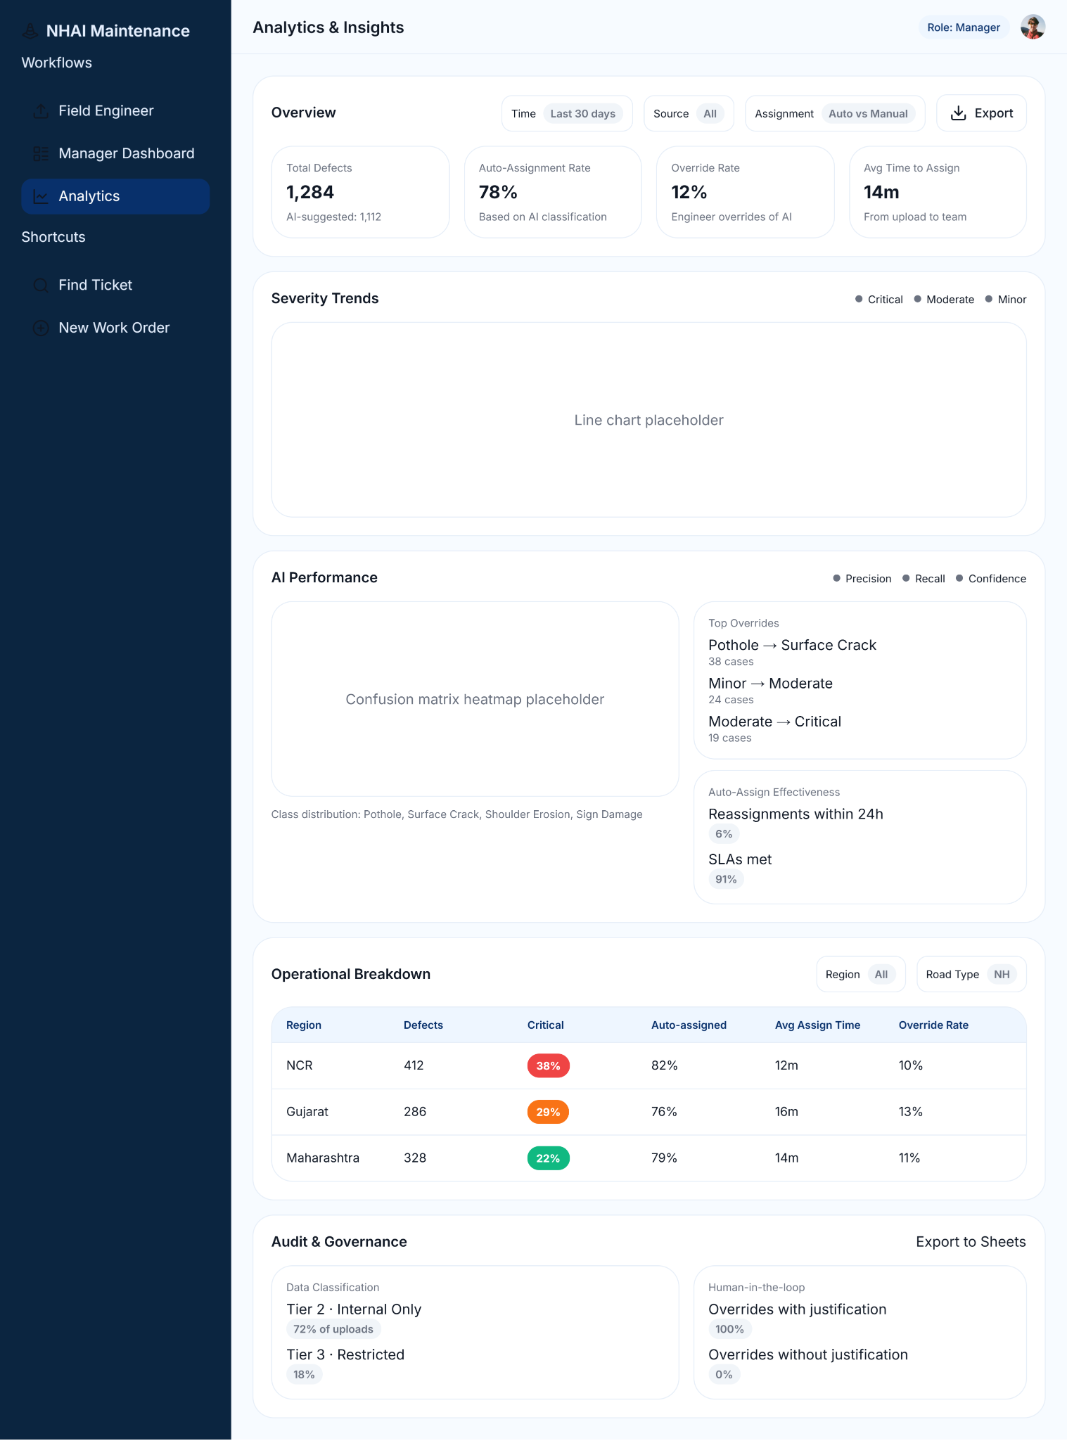 NHAI Maintenance
Workflows
Field Engineer
Manager Dashboard
Analytics
Shortcuts
Find Ticket
New Work Order
Analytics & Insights
Role: Manager
Overview
Time Last 30 days
Source All
Assignment Auto vs Manual
Export
Total Defects
1,284
AI-suggested: 1,112
Auto-Assignment Rate
78%
Based on AI classification
Override Rate
12%
Engineer overrides of AI
Avg Time to Assign
14m
From upload to team
Severity Trends
Critical Moderate Minor
Line chart placeholder
AI Performance
Precision Recall Confidence
Confusion matrix heatmap placeholder
Class distribution: Pothole, Surface Crack, Shoulder Erosion, Sign Damage
Top Overrides
Pothole → Surface Crack
38 cases
Minor → Moderate
24 cases
Moderate → Critical
19 cases
Auto-Assign Effectiveness
Reassignments within 24h
6%
SLAs met
91%
Operational Breakdown
Region All
Road Type NH
Region Defects Critical Auto-assigned Avg Assign Time Override Rate
NCR 412 38% 82% 12m 10%
Gujarat 286 29% 76% 16m 13%
Maharashtra 328 22% 79% 14m 11%
Audit & Governance
Export to Sheets
Data Classification
Tier 2 · Internal Only
72% of uploads
Tier 3 · Restricted
18%
Human-in-the-loop
Overrides with justification
100%
Overrides without justification
0%